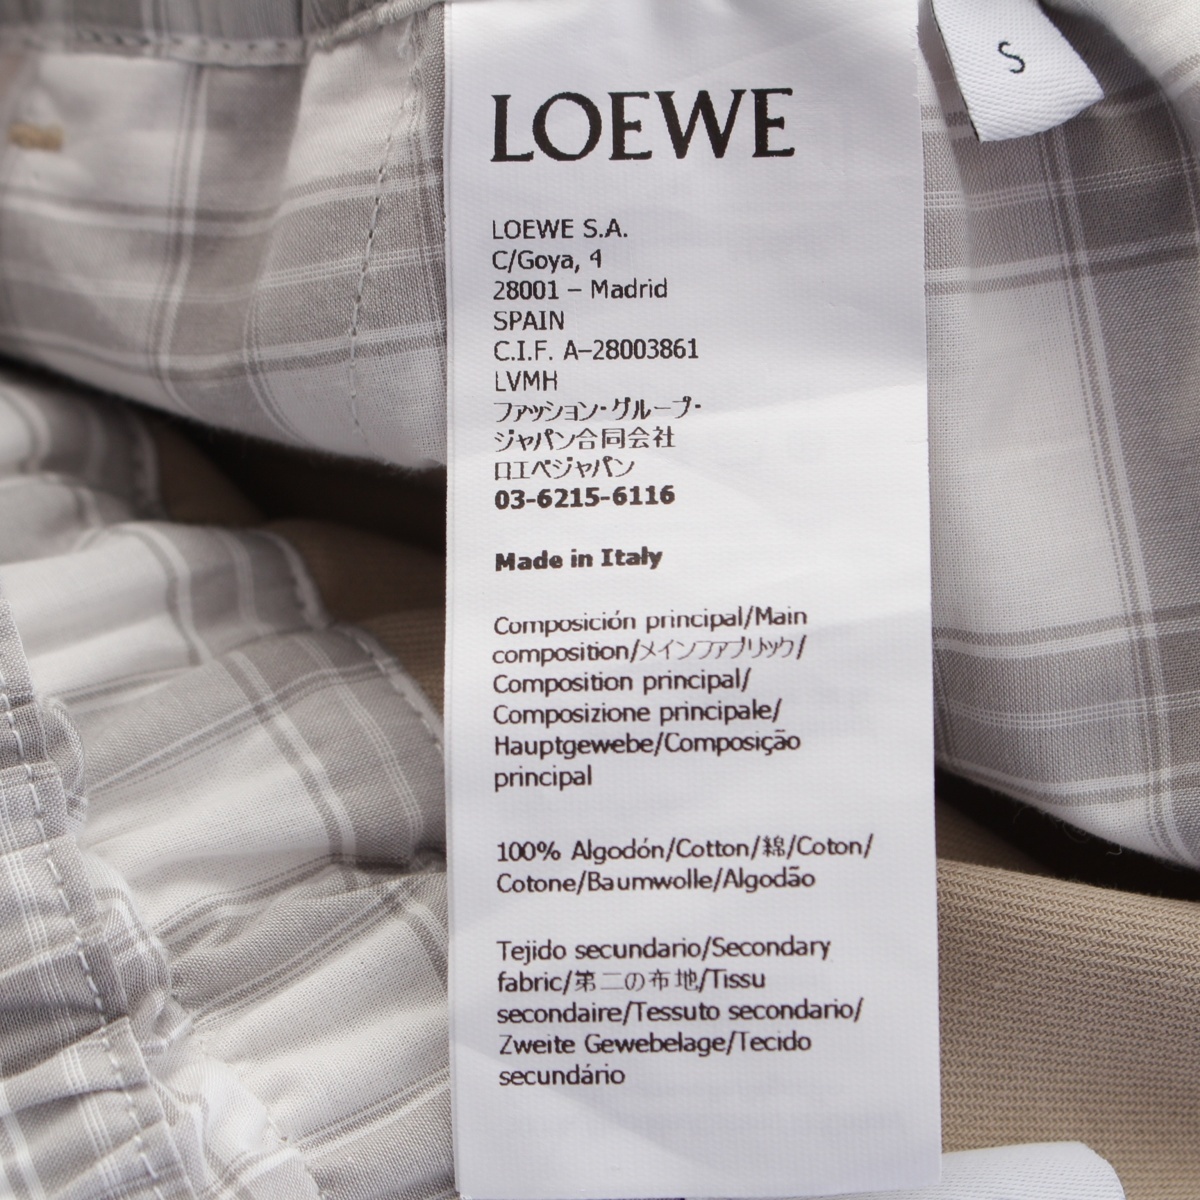 S
LOEWE
LOEWE S.A.
C/Goya, 4
28001 – Madrid
SPAIN
C.I.F. A–28003861
LVMH
ファッション・グループ・
ジャパン合同会社
ロエベジャパン
03-6215-6116
Made in Italy
Composición principal/Main
composition/メインファブリック/
Composition principal/
Composizione principale/
Hauptgewebe/Composição
principal
100% Algodón/Cotton/綿/Coton/
Cotone/Baumwolle/Algodão
Tejido secundario/Secondary
fabric/第二の布地/Tissu
secondaire/Tessuto secondario/
Zweite Gewebelage/Tecido
secundário